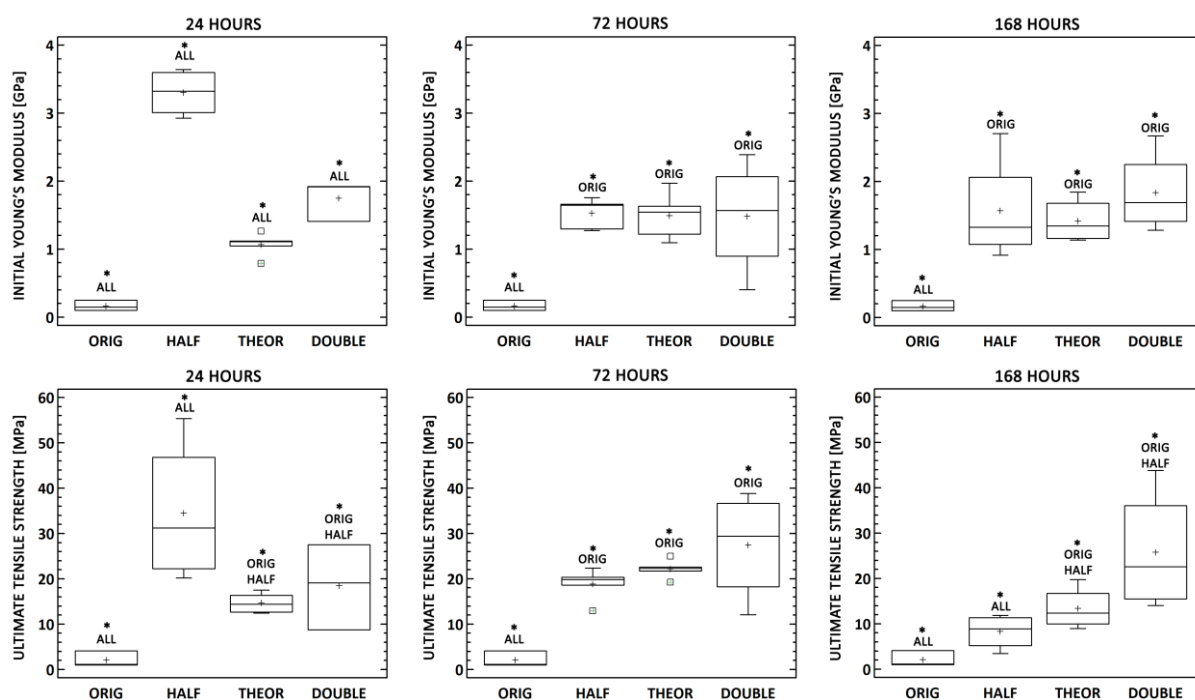 24 HOURS
INITIAL YOUNG'S MODULUS [GPa]
4
3
2
1
0
*
ALL
*
ALL
*
ALL
*
ALL
ORIG HALF THEOR DOUBLE
72 HOURS
INITIAL YOUNG'S MODULUS [GPa]
4
3
2
1
0
*
ALL
*
ORIG
*
ORIG
*
ORIG
ORIG HALF THEOR DOUBLE
168 HOURS
INITIAL YOUNG'S MODULUS [GPa]
4
3
2
1
0
*
ALL
*
ORIG
*
ORIG
*
ORIG
ORIG HALF THEOR DOUBLE
24 HOURS
ULTIMATE TENSILE STRENGTH [MPa]
60
50
40
30
20
10
0
*
ALL
*
ALL
*
ORIG
HALF
*
ORIG
HALF
ORIG HALF THEOR DOUBLE
72 HOURS
ULTIMATE TENSILE STRENGTH [MPa]
60
50
40
30
20
10
0
*
ALL
*
ORIG
*
ORIG
*
ORIG
ORIG HALF THEOR DOUBLE
168 HOURS
ULTIMATE TENSILE STRENGTH [MPa]
60
50
40
30
20
10
0
*
ALL
*
ALL
*
ORIG
HALF
*
ORIG
HALF
ORIG HALF THEOR DOUBLE